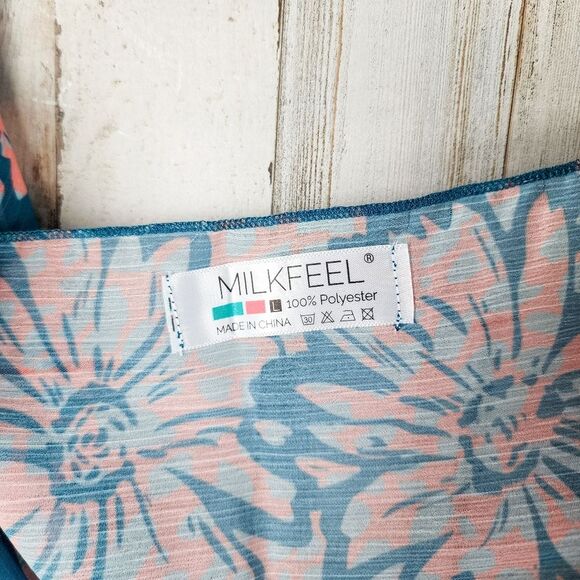 MILKFEEL®
L 100% Polyester
MADE IN CHINA 30